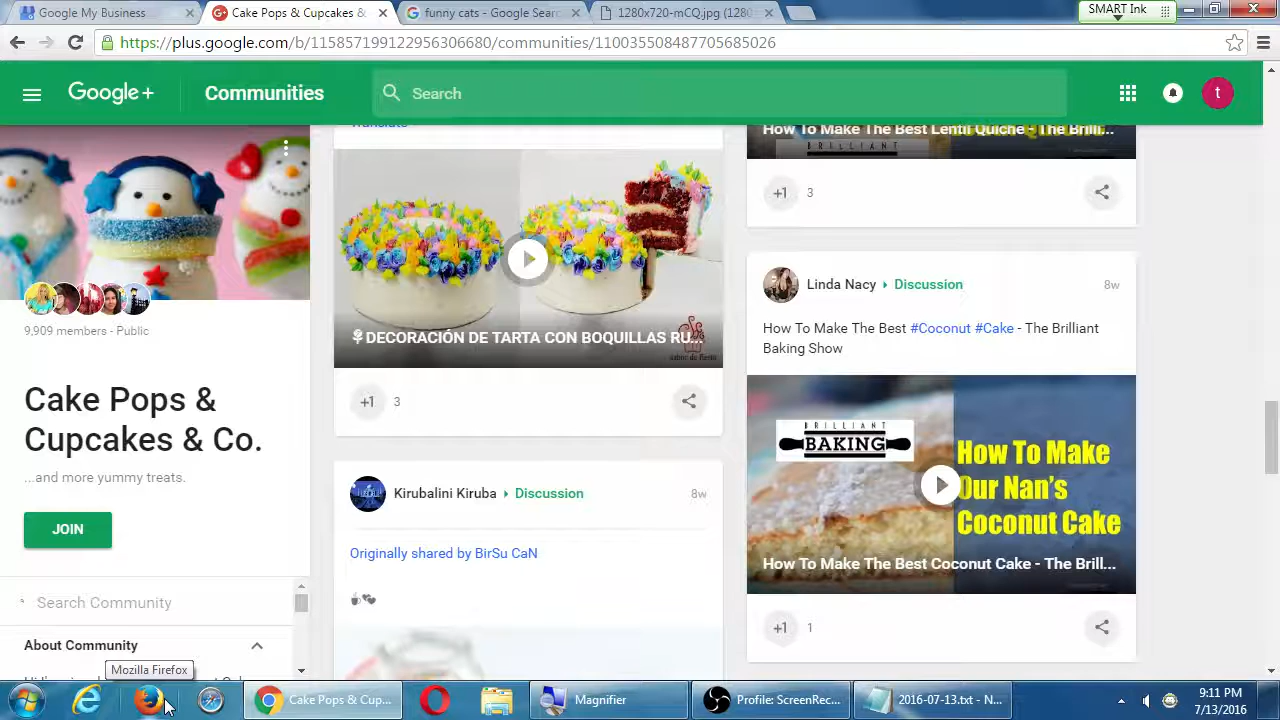 Google My Business
Cake Pops & Cupcakes &
funny cats - Google Sear
1280x720-mCQ.jpg (1280
SMART Ink
https://plus.google.com/b/115857199122956306680/communities/110035508487705685026
Google+
Communities
Search
t
9,909 members - Public
Cake Pops &
Cupcakes & Co.
...and more yummy treats.
JOIN
Search Community
About Community
Mozilla Firefox
Translate
DECORACIÓN DE TARTA CON BOQUILLAS RU...
+1
3
Kirubalini Kiruba
Discussion
8w
Originally shared by BirSu CaN
How To Make The Best Lentil Quiche - The Brilli...
BRILLIANT
+1
3
Linda Nacy
Discussion
8w
How To Make The Best #Coconut #Cake - The Brilliant
Baking Show
BRILLIANT
BAKING
How To Make
Our Nan's
Coconut Cake
How To Make The Best Coconut Cake - The Brill...
+1
1
Cake Pops & Cup...
Magnifier
Profile: ScreenRec...
2016-07-13.txt - N...
9:11 PM
7/13/2016